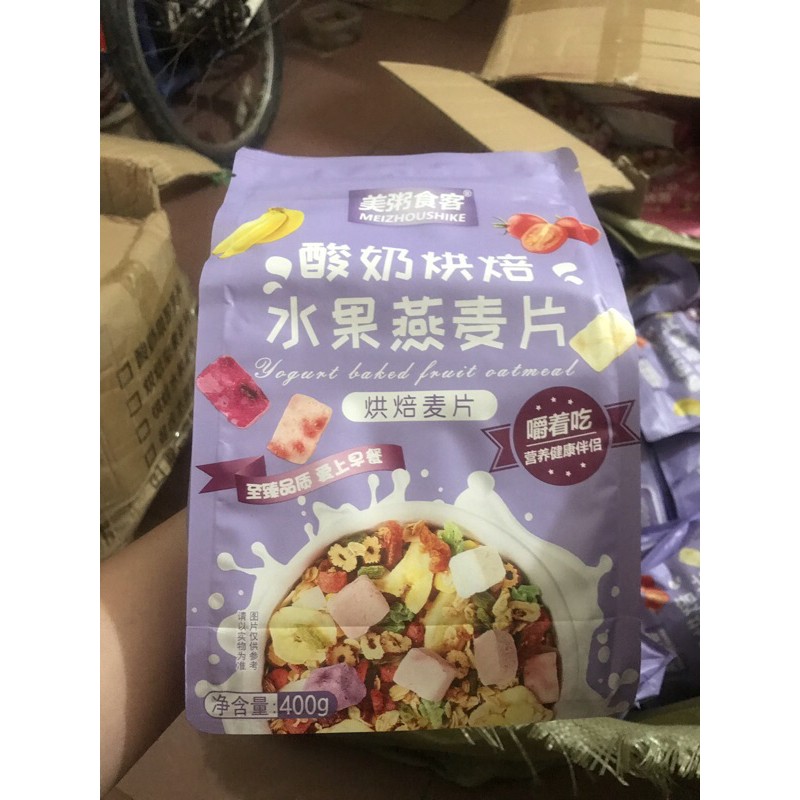 美粥食客®
MEIZHOUSHIKE
酸奶烘焙
水果燕麦片
Yogurt baked fruit oatmeal
烘焙麦片
嚼着吃
营养健康伴侣
至臻品质 爱上早餐
图片仅供参考
请以实物为准
净含量:400g